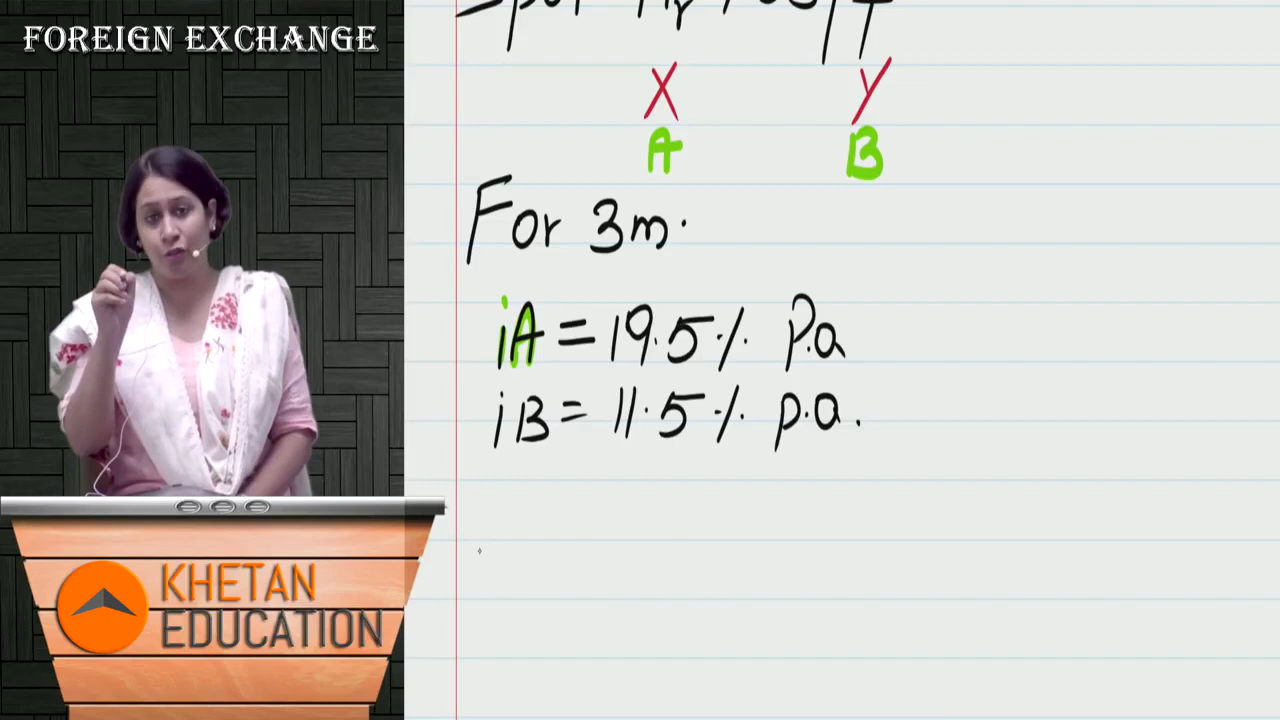 FOREIGN EXCHANGE
X Y
A B
For 3m.
iA = 19.5% P.a
iB = 11.5% p.a.
KHETAN
EDUCATION